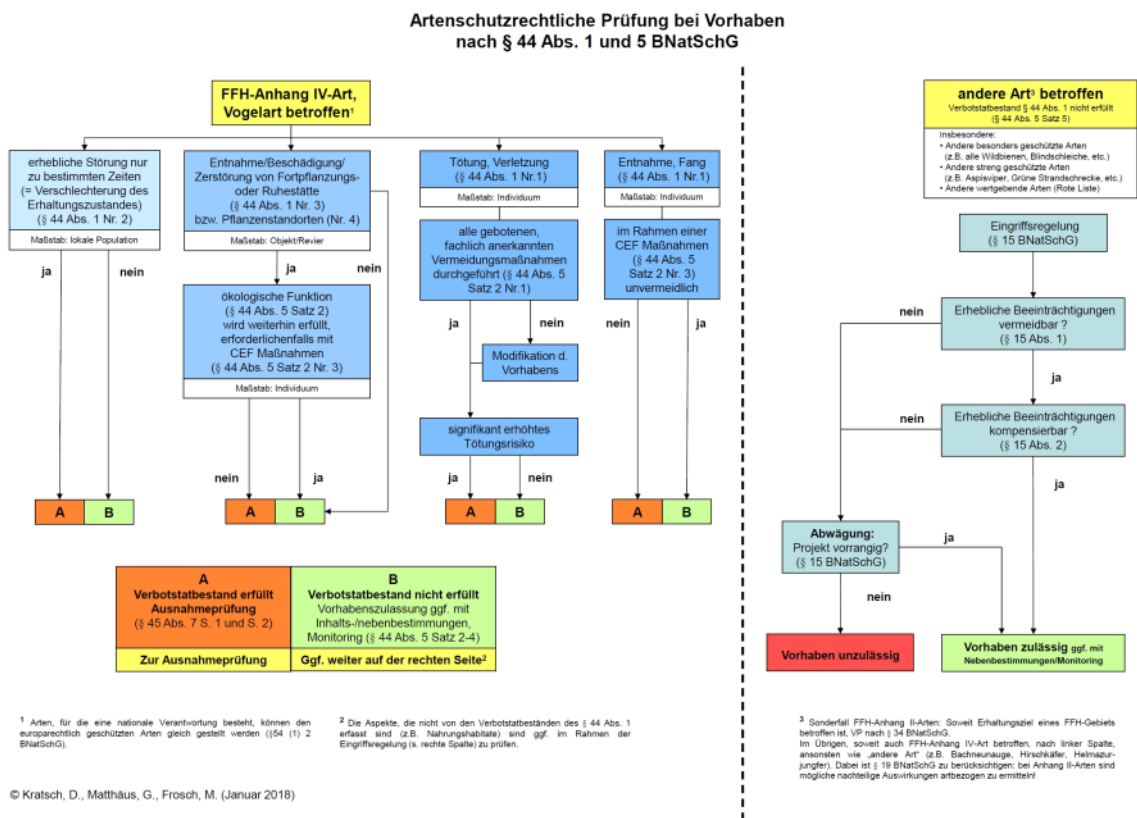 Artenschutzrechtliche Prüfung bei Vorhaben
nach § 44 Abs. 1 und 5 BNatSchG
FFH-Anhang IV-Art,
Vogelart betroffen¹
erhebliche Störung nur
zu bestimmten Zeiten
(= Verschlechterung des
Erhaltungszustandes)
(§ 44 Abs. 1 Nr. 2)
Maßstab: lokale Population
ja
nein
Entnahme/Beschädigung/
Zerstörung von Fortpflanzungs-
oder Ruhestätte
(§ 44 Abs. 1 Nr. 3)
bzw. Pflanzenstandorten (Nr. 4)
Maßstab: Objekt/Revier
ja
nein
ökologische Funktion
(§ 44 Abs. 5 Satz 2)
wird weiterhin erfüllt,
erforderlichenfalls mit
CEF Maßnahmen
(§ 44 Abs. 5 Satz 2 Nr. 3)
Maßstab: Individuum
nein
ja
Tötung, Verletzung
(§ 44 Abs. 1 Nr.1)
Maßstab: Individuum
alle gebotenen,
fachlich anerkannten
Vermeidungsmaßnahmen
durchgeführt (§ 44 Abs. 5
Satz 2 Nr.1)
ja
nein
Modifikation d.
Vorhabens
signifikant erhöhtes
Tötungsrisiko
ja
nein
Entnahme, Fang
(§ 44 Abs. 1 Nr.1)
Maßstab: Individuum
im Rahmen einer
CEF Maßnahmen
(§ 44 Abs. 5
Satz 2 Nr. 3)
unvermeidlich
nein
ja
A B
A B
A B
A B
A
Verbotstatbestand erfüllt
Ausnahmeprüfung
(§ 45 Abs. 7 S. 1 und S. 2)
Zur Ausnahmeprüfung
B
Verbotstatbestand nicht erfüllt
Vorhabenszulassung ggf. mit
Inhalts-/nebenbestimmungen,
Monitoring (§ 44 Abs. 5 Satz 2-4)
Ggf. weiter auf der rechten Seite²
¹ Arten, für die eine nationale Verantwortung besteht, können den
europarechtlich geschützten Arten gleich gestellt werden (§54 (1) 2
BNatSchG).
² Die Aspekte, die nicht von den Verbotstatbeständen des § 44 Abs. 1
erfasst sind (z.B. Nahrungshabitate) sind ggf. im Rahmen der
Eingriffsregelung (s. rechte Spalte) zu prüfen.
© Kratsch, D., Matthäus, G., Frosch, M. (Januar 2018)
andere Art³ betroffen
Verbotstatbestand § 44 Abs. 1 nicht erfüllt
(§ 44 Abs. 5 Satz 5)
Insbesondere:
• Andere besonders geschützte Arten
(z.B. alle Wildbienen, Blindschleiche, etc.)
• Andere streng geschützte Arten
(z.B. Aspisviper, Grüne Strandschrecke, etc.)
• Andere wertgebende Arten (Rote Liste)
Eingriffsregelung
(§ 15 BNatSchG)
Erhebliche Beeinträchtigungen
vermeidbar ?
(§ 15 Abs. 1)
nein
ja
Erhebliche Beeinträchtigungen
kompensierbar ?
(§ 15 Abs. 2)
nein
ja
Abwägung:
Projekt vorrangig?
(§ 15 BNatSchG)
ja
nein
Vorhaben unzulässig
Vorhaben zulässig ggf. mit
Nebenbestimmungen/Monitoring
³ Sonderfall FFH-Anhang II-Arten: Soweit Erhaltungsziel eines FFH-Gebiets
betroffen ist, VP nach § 34 BNatSchG.
Im Übrigen, soweit auch FFH-Anhang IV-Art betroffen, nach linker Spalte,
ansonsten wie „andere Art" (z.B. Bachneunauge, Hirschkäfer, Helmazur-
jungfer). Dabei ist § 19 BNatSchG zu berücksichtigen: bei Anhang II-Arten sind
mögliche nachteilige Auswirkungen artbezogen zu ermitteln!